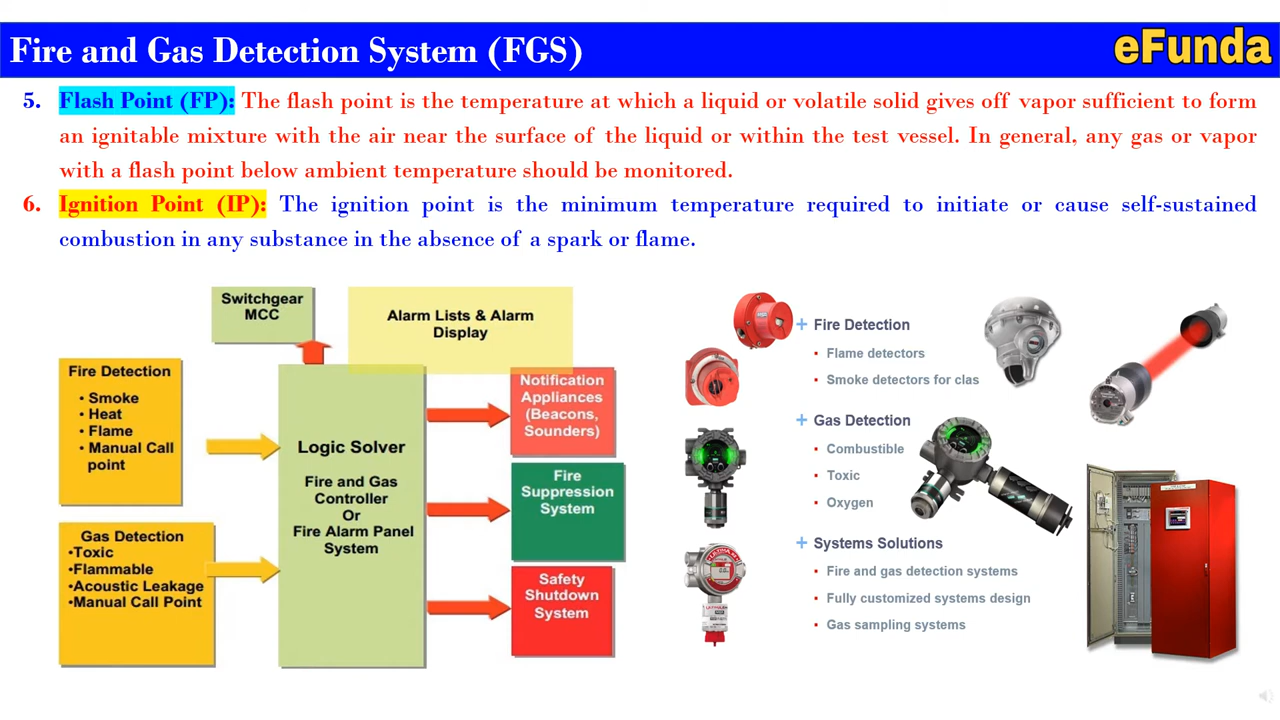 Fire and Gas Detection System (FGS)
eFunda
5. Flash Point (FP): The flash point is the temperature at which a liquid or volatile solid gives off vapor sufficient to form
an ignitable mixture with the air near the surface of the liquid or within the test vessel. In general, any gas or vapor
with a flash point below ambient temperature should be monitored.
6. Ignition Point (IP): The ignition point is the minimum temperature required to initiate or cause self-sustained
combustion in any substance in the absence of a spark or flame.
Switchgear
MCC
Alarm Lists & Alarm
Display
Fire Detection
• Smoke
• Heat
• Flame
• Manual Call
point
Gas Detection
•Toxic
•Flammable
•Acoustic Leakage
•Manual Call Point
Logic Solver
Fire and Gas
Controller
Or
Fire Alarm Panel
System
Notification
Appliances
(Beacons,
Sounders)
Fire
Suppression
System
Safety
Shutdown
System
+ Fire Detection
• Flame detectors
• Smoke detectors for clas
+ Gas Detection
• Combustible
• Toxic
• Oxygen
+ Systems Solutions
• Fire and gas detection systems
• Fully customized systems design
• Gas sampling systems